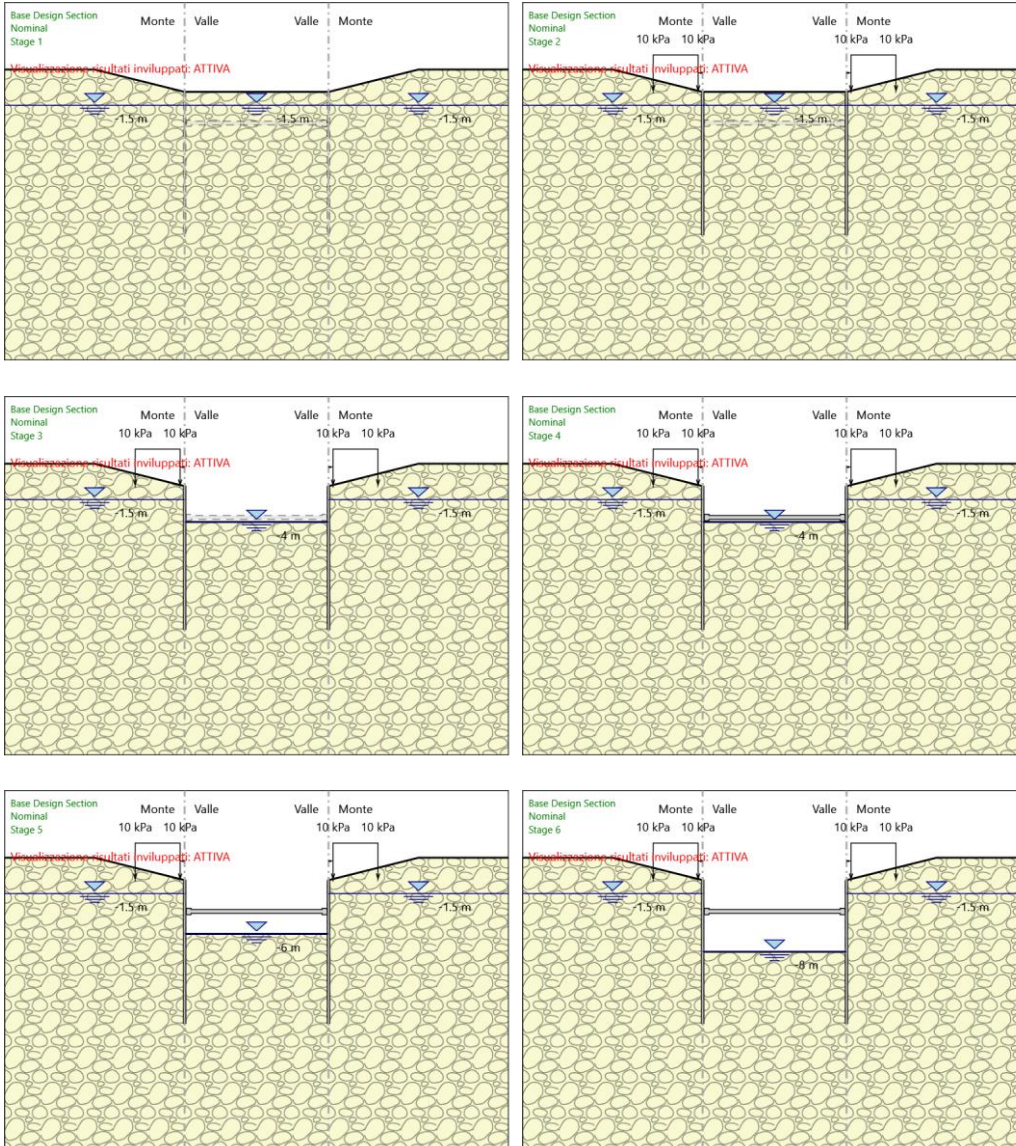 Base Design Section
Nominal
Stage 1
Monte Valle Valle Monte
Visualizzazione risultati inviluppati: ATTIVA
-1.5 m -1.5 m -1.5 m
Base Design Section
Nominal
Stage 2
Monte Valle Valle Monte
10 kPa 10 kPa 10 kPa 10 kPa
Visualizzazione risultati inviluppati: ATTIVA
-1.5 m -1.5 m -1.5 m
Base Design Section
Nominal
Stage 3
Monte Valle Valle Monte
10 kPa 10 kPa 10 kPa 10 kPa
Visualizzazione risultati inviluppati: ATTIVA
-1.5 m -1.5 m
-4 m
Base Design Section
Nominal
Stage 4
Monte Valle Valle Monte
10 kPa 10 kPa 10 kPa 10 kPa
Visualizzazione risultati inviluppati: ATTIVA
-1.5 m -1.5 m
-4 m
Base Design Section
Nominal
Stage 5
Monte Valle Valle Monte
10 kPa 10 kPa 10 kPa 10 kPa
Visualizzazione risultati inviluppati: ATTIVA
-1.5 m -1.5 m
-6 m
Base Design Section
Nominal
Stage 6
Monte Valle Valle Monte
10 kPa 10 kPa 10 kPa 10 kPa
Visualizzazione risultati inviluppati: ATTIVA
-1.5 m -1.5 m
-8 m